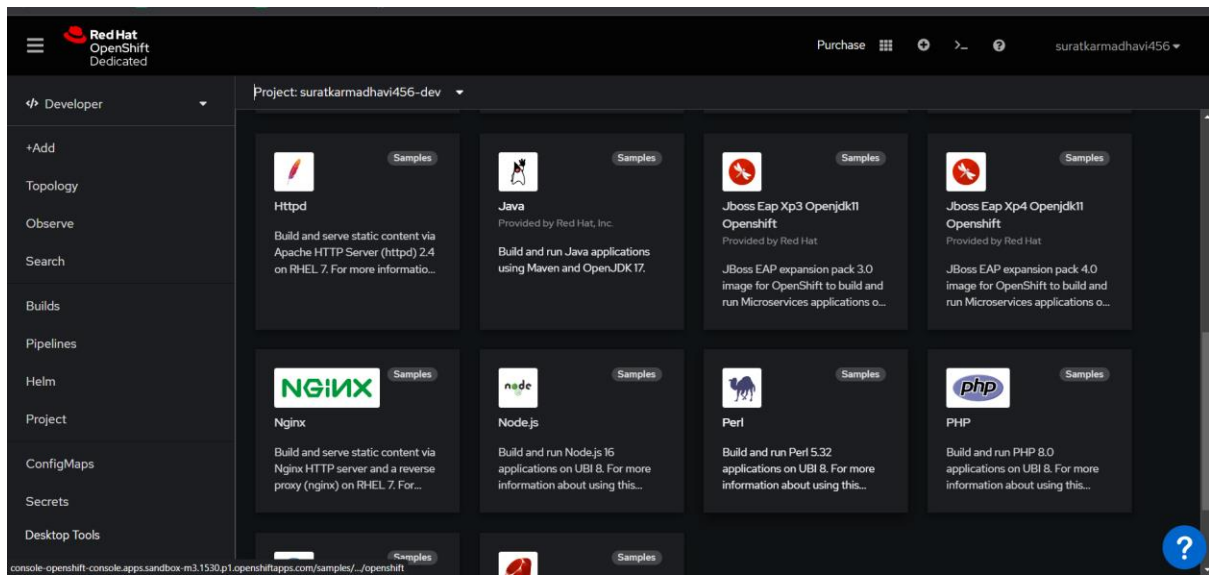 Red Hat
OpenShift
Dedicated
Purchase
suratkarmadhavi456
Developer
Project: suratkarmadhavi456-dev
+Add
Topology
Observe
Search
Builds
Pipelines
Helm
Project
ConfigMaps
Secrets
Desktop Tools
Samples
Httpd
Build and serve static content via
Apache HTTP Server (httpd) 2.4
on RHEL 7. For more informatio...
Samples
Java
Provided by Red Hat, Inc.
Build and run Java applications
using Maven and OpenJDK 17.
Samples
Jboss Eap Xp3 Openjdk11
Openshift
Provided by Red Hat
JBoss EAP expansion pack 3.0
image for OpenShift to build and
run Microservices applications o...
Samples
Jboss Eap Xp4 Openjdk11
Openshift
Provided by Red Hat
JBoss EAP expansion pack 4.0
image for OpenShift to build and
run Microservices applications o...
NGINX
Samples
Nginx
Build and serve static content via
Nginx HTTP server and a reverse
proxy (nginx) on RHEL 7. For...
node
Samples
Node.js
Build and run Node.js 16
applications on UBI 8. For more
information about using this...
Samples
Perl
Build and run Perl 5.32
applications on UBI 8. For more
information about using this...
php
Samples
PHP
Build and run PHP 8.0
applications on UBI 8. For more
information about using this...
Samples
Samples
console-openshift-console.apps.sandbox-m3.1530.p1.openshiftapps.com/samples/.../openshift
?